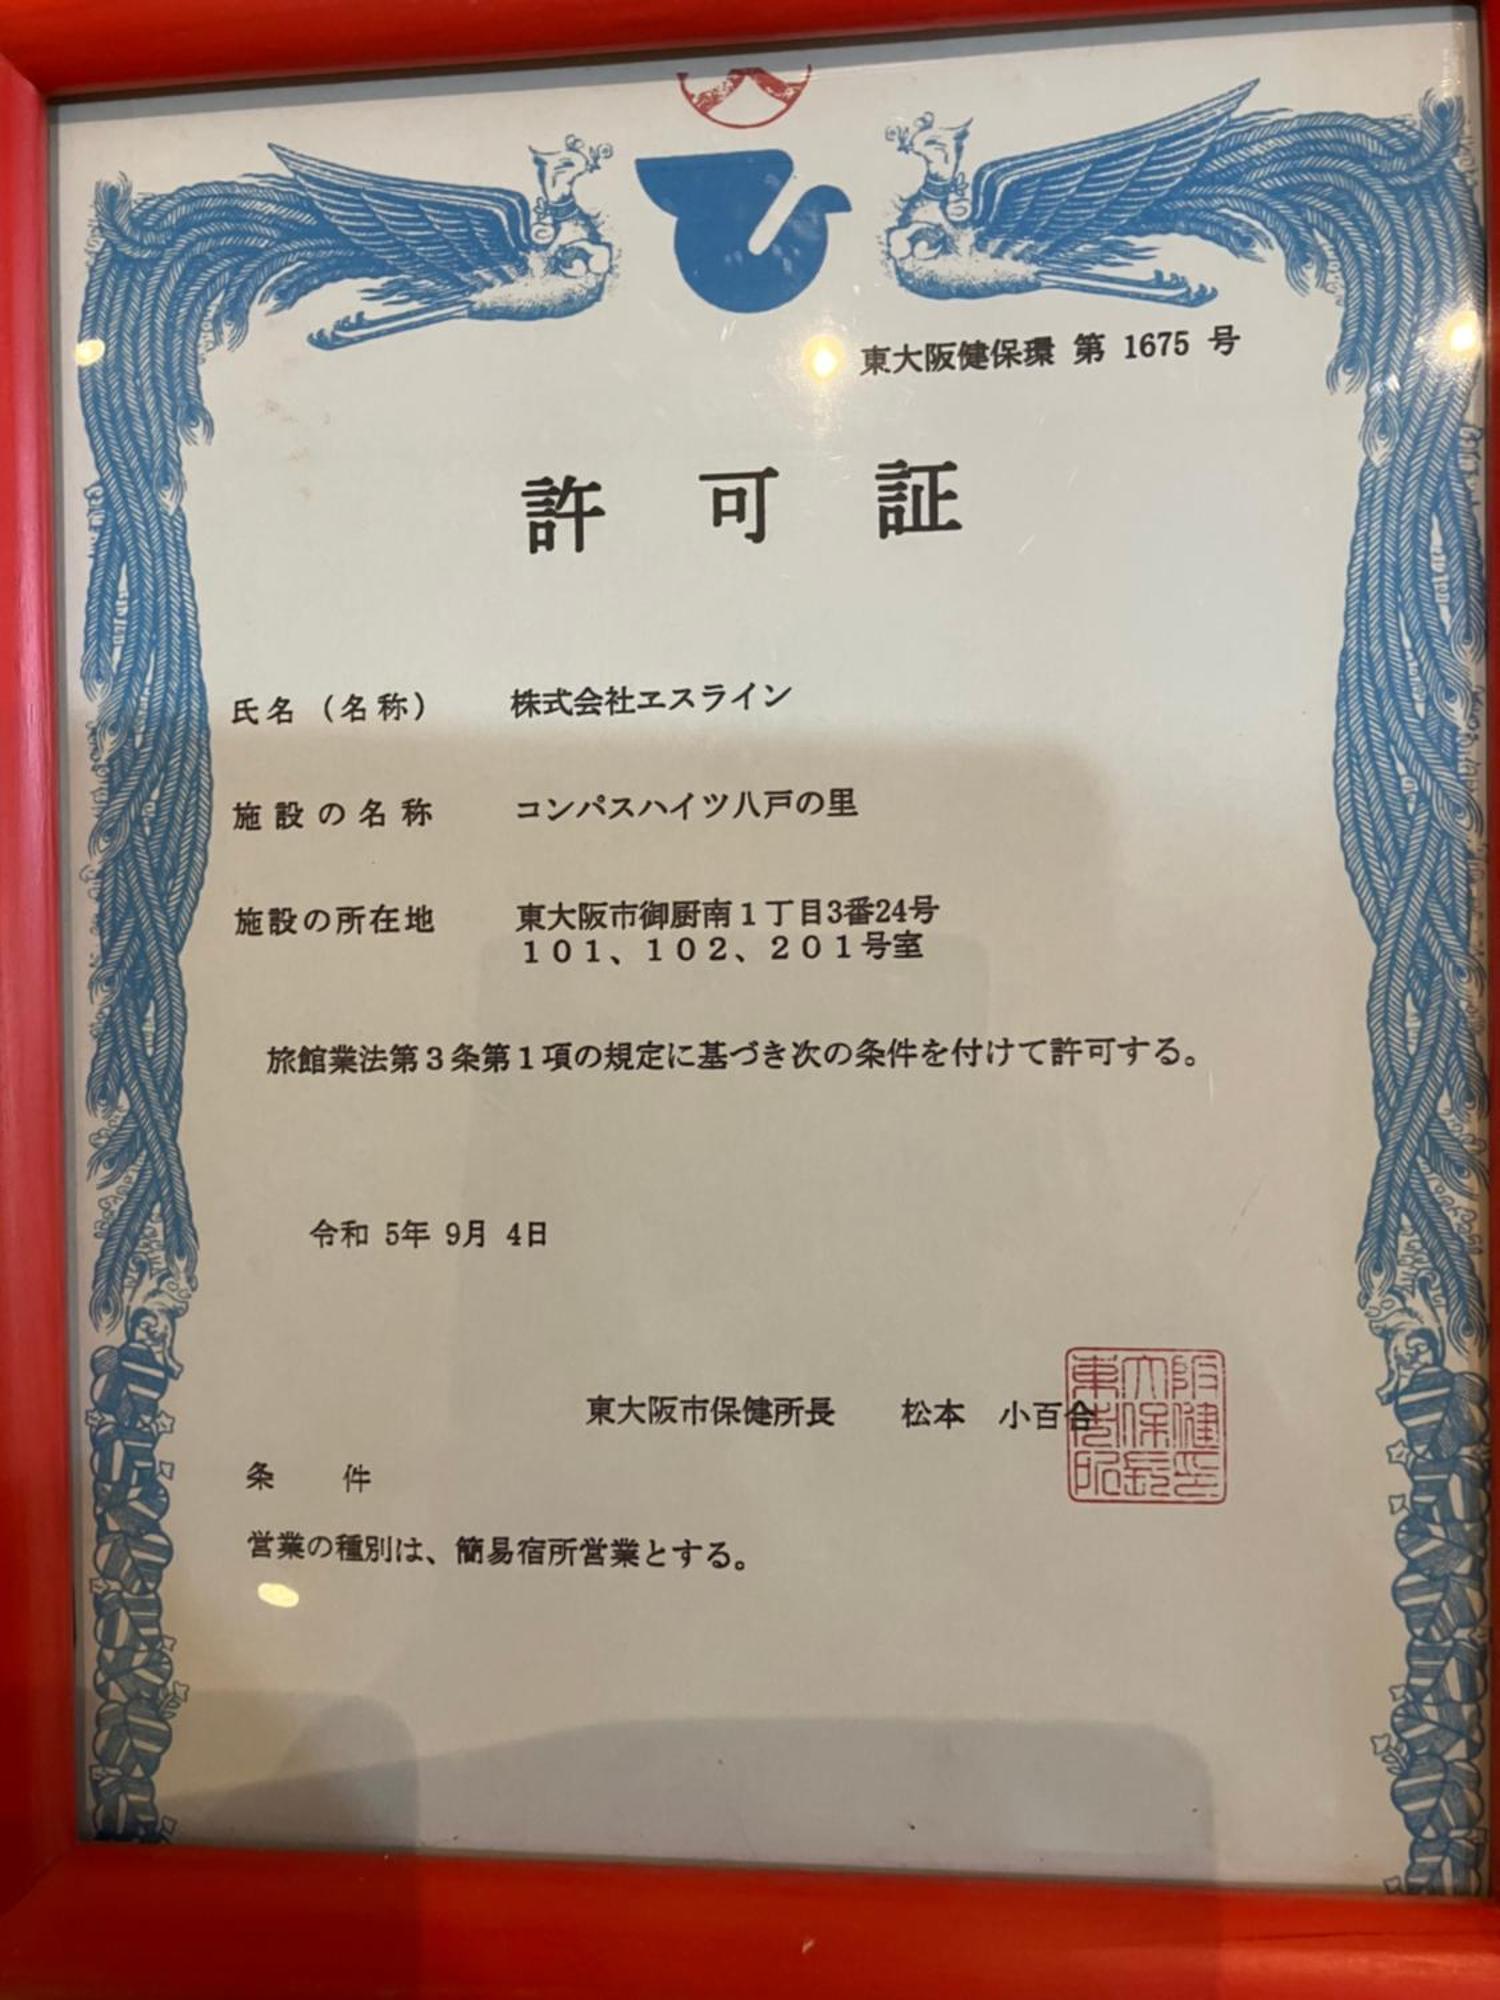 東大阪健保環 第 1675 号
許可証
氏名（名称） 株式会社ヱスライン
施設の名称 コンパスハイツ八戸の里
施設の所在地 東大阪市御厨南１丁目3番24号
１０１、１０２、２０１号室
旅館業法第３条第１項の規定に基づき次の条件を付けて許可する。
令和 5年 9月 4日
東大阪市保健所長 松本 小百合
条 件
営業の種別は、簡易宿所営業とする。